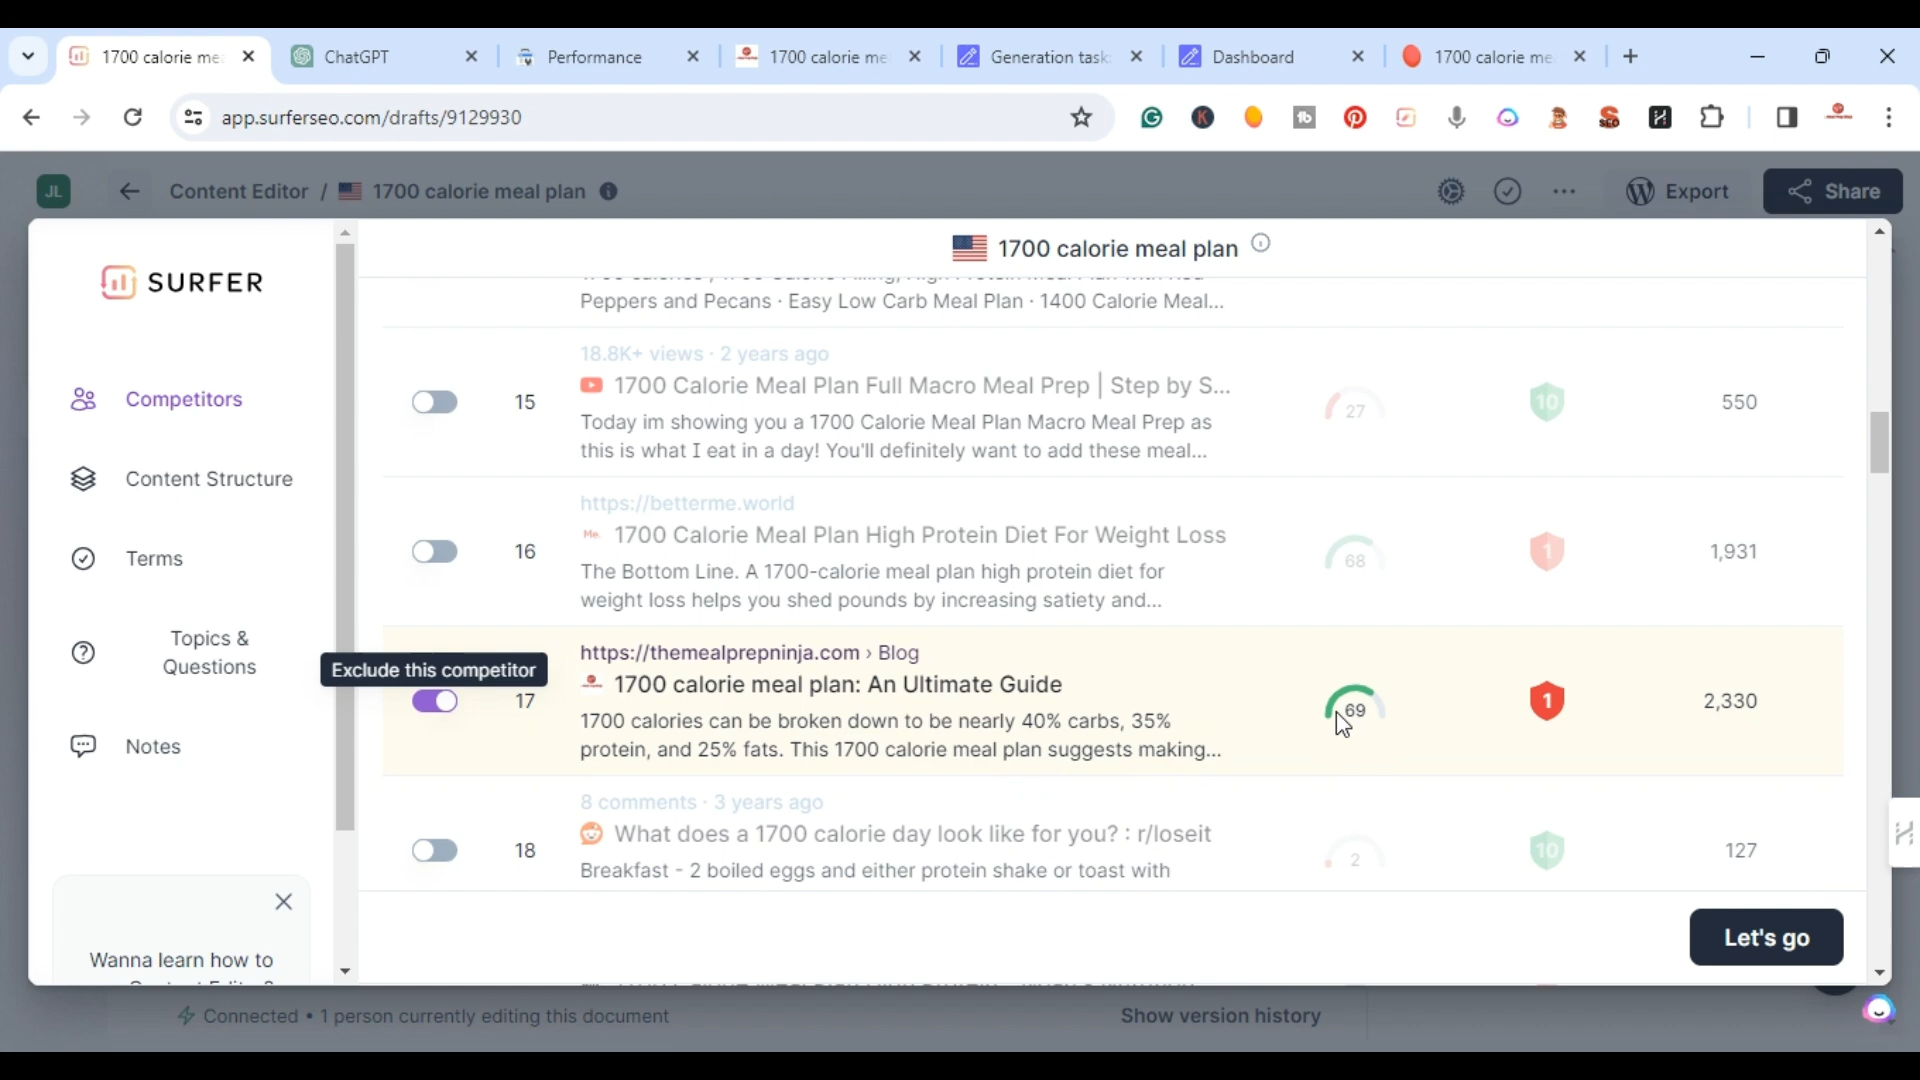 1700 calorie me
ChatGPT
Performance
1700 calorie me
Generation task
Dashboard
1700 calorie me
app.surferseo.com/drafts/9129930
JL
Content Editor / 1700 calorie meal plan
Export
Share
SURFER
1700 calorie meal plan
Peppers and Pecans · Easy Low Carb Meal Plan · 1400 Calorie Meal...
Competitors
18.8K+ views · 2 years ago
15
1700 Calorie Meal Plan Full Macro Meal Prep | Step by S...
27
10
550
Today im showing you a 1700 Calorie Meal Plan Macro Meal Prep as
this is what I eat in a day! You'll definitely want to add these meal...
Content Structure
https://betterme.world
16
Me.
1700 Calorie Meal Plan High Protein Diet For Weight Loss
68
1
1,931
The Bottom Line. A 1700-calorie meal plan high protein diet for
weight loss helps you shed pounds by increasing satiety and...
Terms
Topics &
Questions
Exclude this competitor
https://themealprepninja.com › Blog
17
1700 calorie meal plan: An Ultimate Guide
69
1
2,330
1700 calories can be broken down to be nearly 40% carbs, 35%
protein, and 25% fats. This 1700 calorie meal plan suggests making...
Notes
8 comments · 3 years ago
18
What does a 1700 calorie day look like for you? : r/loseit
2
10
127
Breakfast - 2 boiled eggs and either protein shake or toast with
Wanna learn how to
Let's go
Connected • 1 person currently editing this document
Show version history